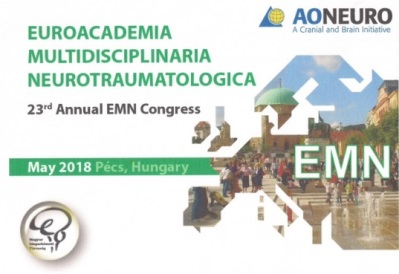 EUROACADEMIA
MULTIDISCIPLINARIA
NEUROTRAUMATOLOGICA
23rd Annual EMN Congress
AONEURO
A Cranial and Brain Initiative
May 2018 Pécs, Hungary
EMN